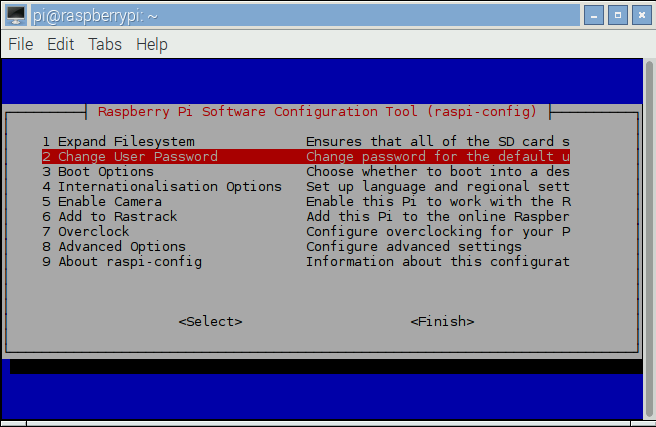 pi@raspberrypi: ~
File Edit Tabs Help
Raspberry Pi Software Configuration Tool (raspi-config)
1 Expand Filesystem Ensures that all of the SD card s
2 Change User Password Change password for the default u
3 Boot Options Choose whether to boot into a des
4 Internationalisation Options Set up language and regional sett
5 Enable Camera Enable this Pi to work with the R
6 Add to Rastrack Add this Pi to the online Raspber
7 Overclock Configure overclocking for your P
8 Advanced Options Configure advanced settings
9 About raspi-config Information about this configurat
<Select> <Finish>